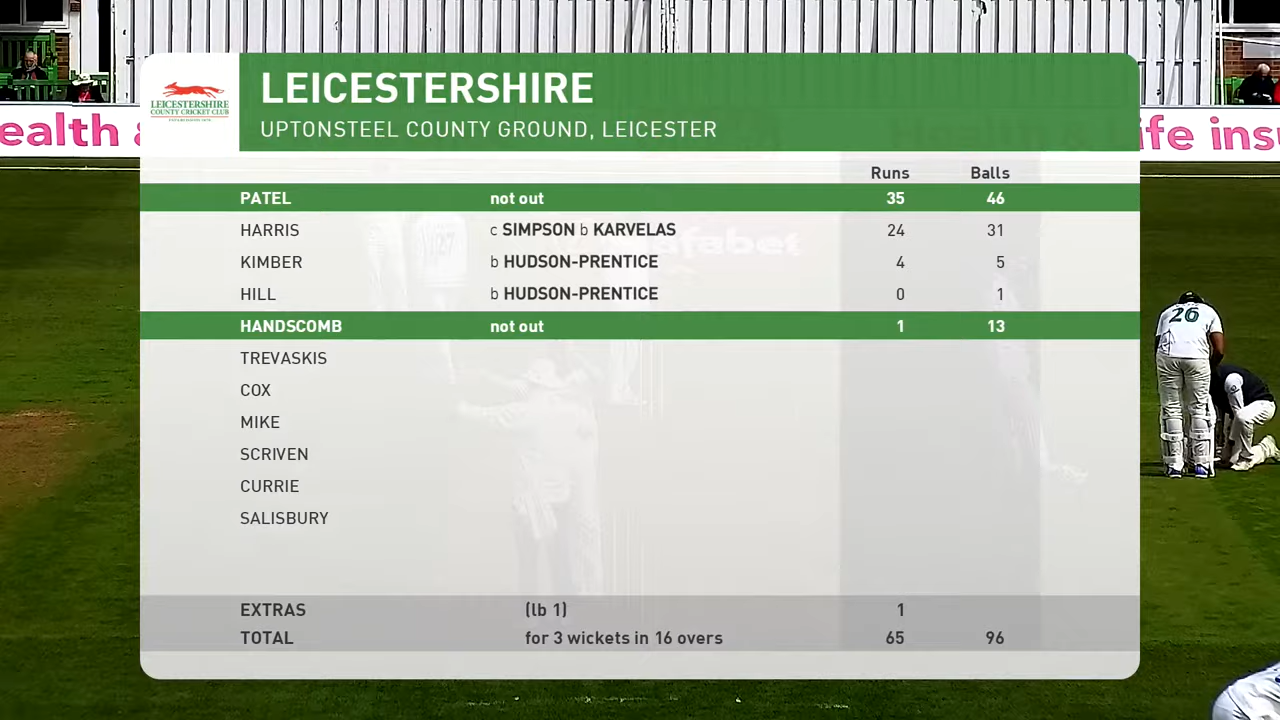 LEICESTERSHIRE
UPTONSTEEL COUNTY GROUND, LEICESTER
LEICESTERSHIRE
COUNTY CRICKET CLUB
ealth &
ife insu
Runs Balls
PATEL not out 35 46
HARRIS c SIMPSON b KARVELAS 24 31
KIMBER b HUDSON-PRENTICE 4 5
HILL b HUDSON-PRENTICE 0 1
HANDSCOMB not out 1 13
TREVASKIS
COX
MIKE
SCRIVEN
CURRIE
SALISBURY
EXTRAS (lb 1) 1
TOTAL for 3 wickets in 16 overs 65 96
26
27